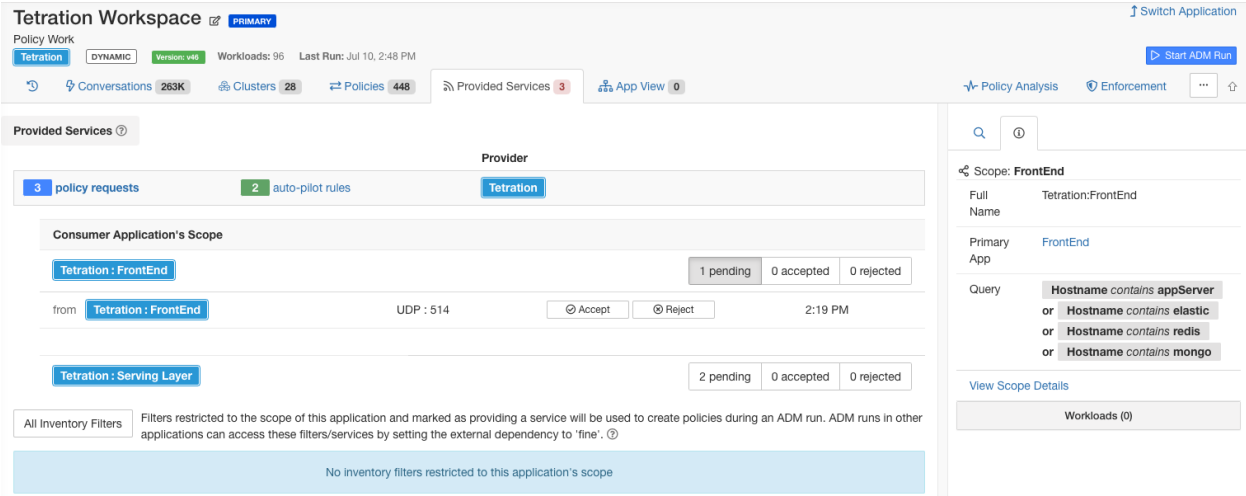 Tetration Workspace PRIMARY
Switch Application
Policy Work
Tetration DYNAMIC Version: v46 Workloads: 96 Last Run: Jul 10, 2:48 PM
Start ADM Run
Conversations 263K Clusters 28 Policies 448 Provided Services 3 App View 0 Policy Analysis Enforcement ...
Provided Services
Provider
3 policy requests 2 auto-pilot rules Tetration
Consumer Application's Scope
Tetration : FrontEnd 1 pending 0 accepted 0 rejected
from Tetration : FrontEnd UDP : 514 Accept Reject 2:19 PM
Tetration : Serving Layer 2 pending 0 accepted 0 rejected
All Inventory Filters
Filters restricted to the scope of this application and marked as providing a service will be used to create policies during an ADM run. ADM runs in other
applications can access these filters/services by setting the external dependency to 'fine'.
No inventory filters restricted to this application's scope
Scope: FrontEnd
Full Name Tetration:FrontEnd
Primary App FrontEnd
Query Hostname contains appServer
or Hostname contains elastic
or Hostname contains redis
or Hostname contains mongo
View Scope Details
Workloads (0)